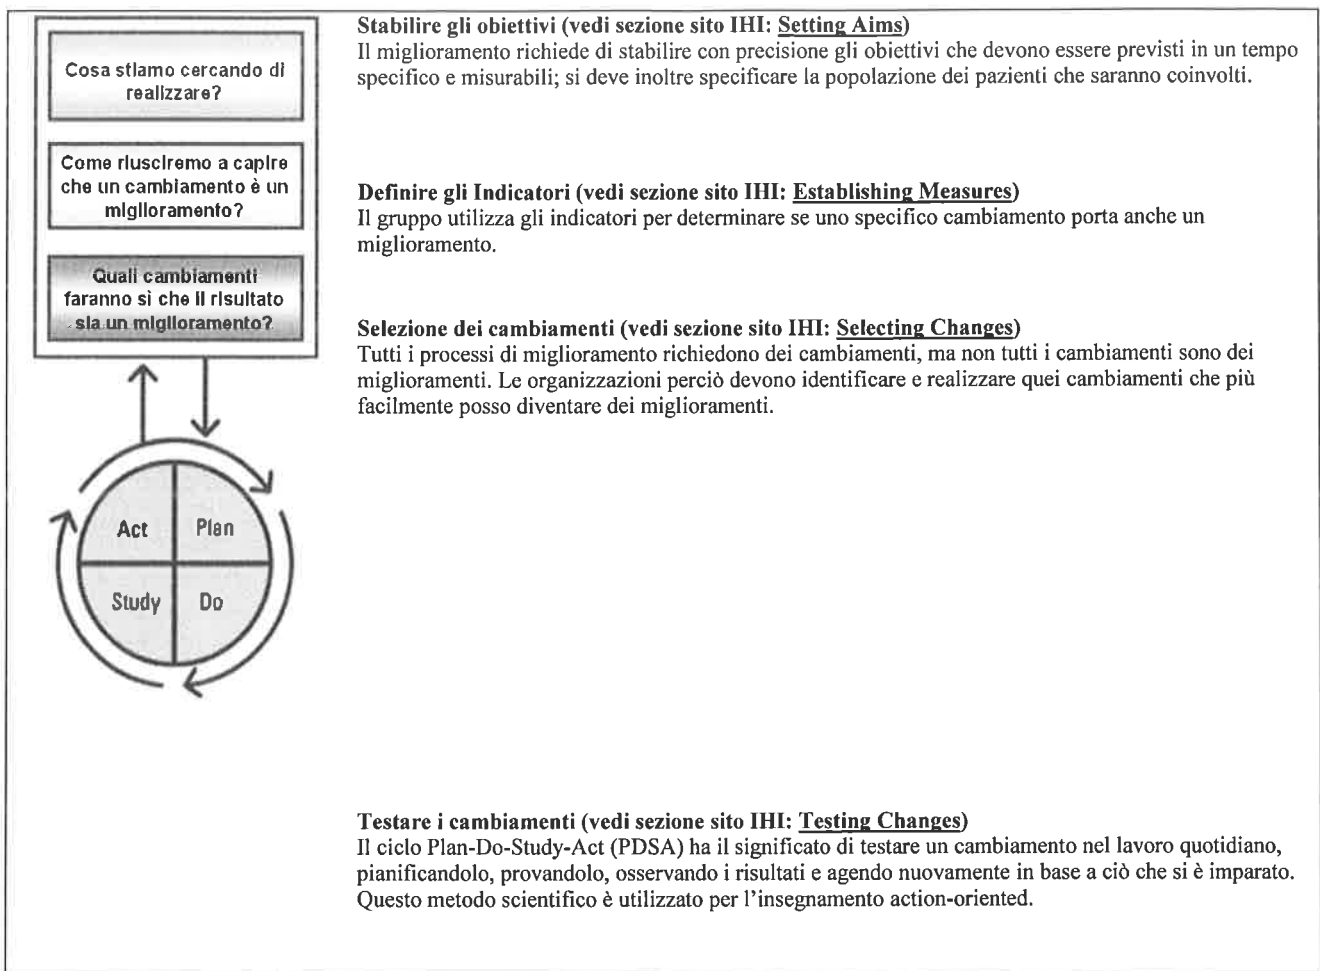 Cosa stiamo cercando di
realizzare?
Come riusciremo a capire
che un cambiamento è un
miglioramento?
Quali cambiamenti
faranno sì che il risultato
sia un miglioramento?
Act
Plan
Study
Do
Stabilire gli obiettivi (vedi sezione sito IHI: Setting Aims)
Il miglioramento richiede di stabilire con precisione gli obiettivi che devono essere previsti in un tempo
specifico e misurabili; si deve inoltre specificare la popolazione dei pazienti che saranno coinvolti.
Definire gli Indicatori (vedi sezione sito IHI: Establishing Measures)
Il gruppo utilizza gli indicatori per determinare se uno specifico cambiamento porta anche un
miglioramento.
Selezione dei cambiamenti (vedi sezione sito IHI: Selecting Changes)
Tutti i processi di miglioramento richiedono dei cambiamenti, ma non tutti i cambiamenti sono dei
miglioramenti. Le organizzazioni perciò devono identificare e realizzare quei cambiamenti che più
facilmente posso diventare dei miglioramenti.
Testare i cambiamenti (vedi sezione sito IHI: Testing Changes)
Il ciclo Plan-Do-Study-Act (PDSA) ha il significato di testare un cambiamento nel lavoro quotidiano,
pianificandolo, provandolo, osservando i risultati e agendo nuovamente in base a ciò che si è imparato.
Questo metodo scientifico è utilizzato per l'insegnamento action-oriented.